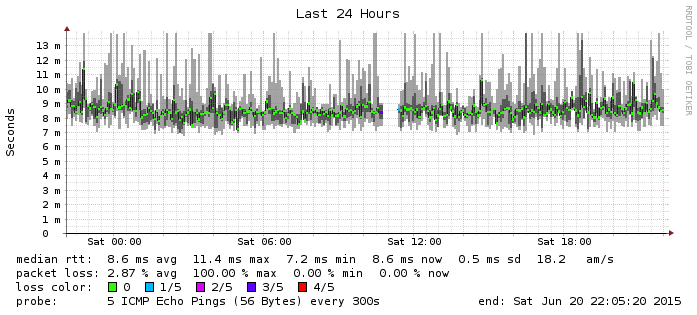 Last 24 Hours
RRDTOOL / TOBI OETIKER
Seconds
13 m
12 m
11 m
10 m
9 m
8 m
7 m
6 m
5 m
4 m
3 m
2 m
1 m
0
Sat 00:00 Sat 06:00 Sat 12:00 Sat 18:00
median rtt: 8.6 ms avg 11.4 ms max 7.2 ms min 8.6 ms now 0.5 ms sd 18.2 am/s
packet loss: 2.87 % avg 100.00 % max 0.00 % min 0.00 % now
loss color: 0 1/5 2/5 3/5 4/5
probe: 5 ICMP Echo Pings (56 Bytes) every 300s end: Sat Jun 20 22:05:20 2015